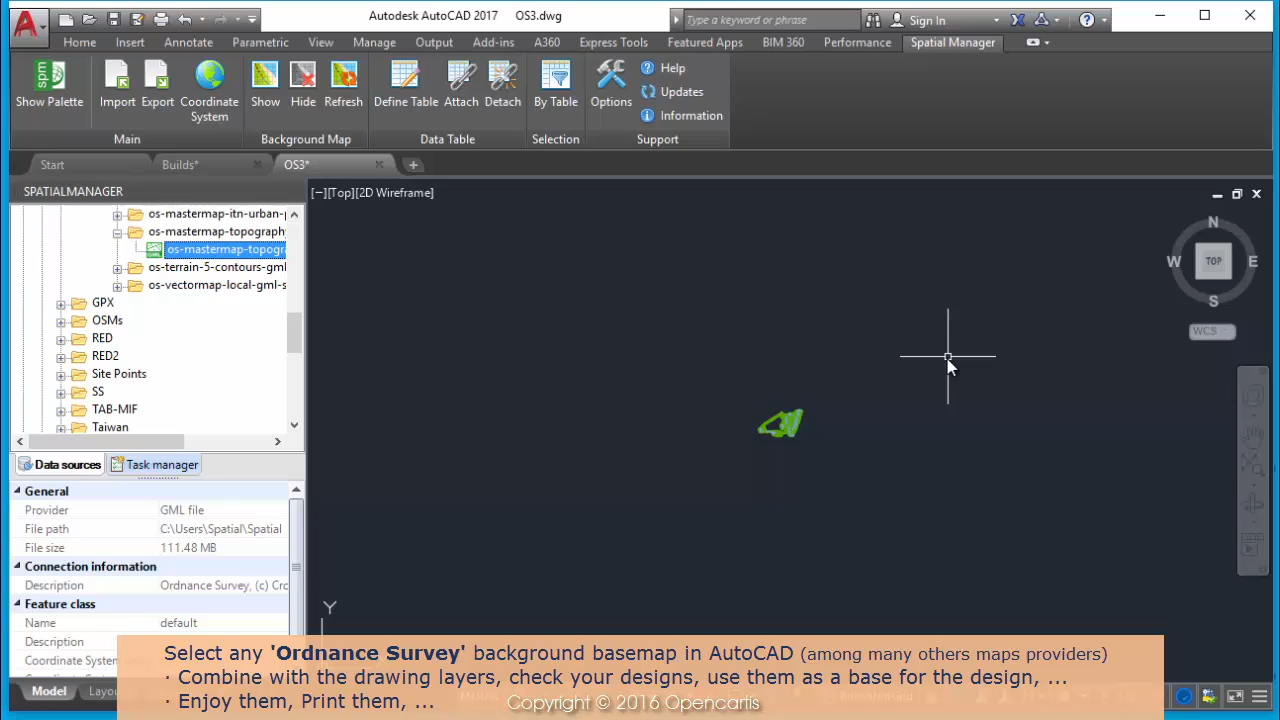 Autodesk AutoCAD 2017 OS3.dwg
Type a keyword or phrase
Sign In
Home Insert Annotate Parametric View Manage Output Add-ins A360 Express Tools Featured Apps BIM 360 Performance Spatial Manager
spm
Show Palette Import Export Coordinate System Show Hide Refresh Define Table Attach Detach By Table Options
Help
Updates
Information
Main Background Map Data Table Selection Support
Start Builds* OS3*
SPATIALMANAGER
[−][Top][2D Wireframe]
os-mastermap-itn-urban-p
os-mastermap-topography
os-mastermap-topogra
os-terrain-5-contours-gml
os-vectormap-local-gml-s
GPX
OSMs
RED
RED2
Site Points
SS
TAB-MIF
Taiwan
N
W TOP E
S
WCS
Data sources Task manager
General
Provider GML file
File path C:\Users\Spatial\Spatial
File size 111.48 MB
Connection information
Description Ordnance Survey, (c) Crc
Feature class
Name default
Description
Coordinate System
Y
Select any 'Ordnance Survey' background basemap in AutoCAD (among many others maps providers)
· Combine with the drawing layers, check your designs, use them as a base for the design, ...
· Enjoy them, Print them, ...
Copyright © 2016 Opencartis
Model Layou